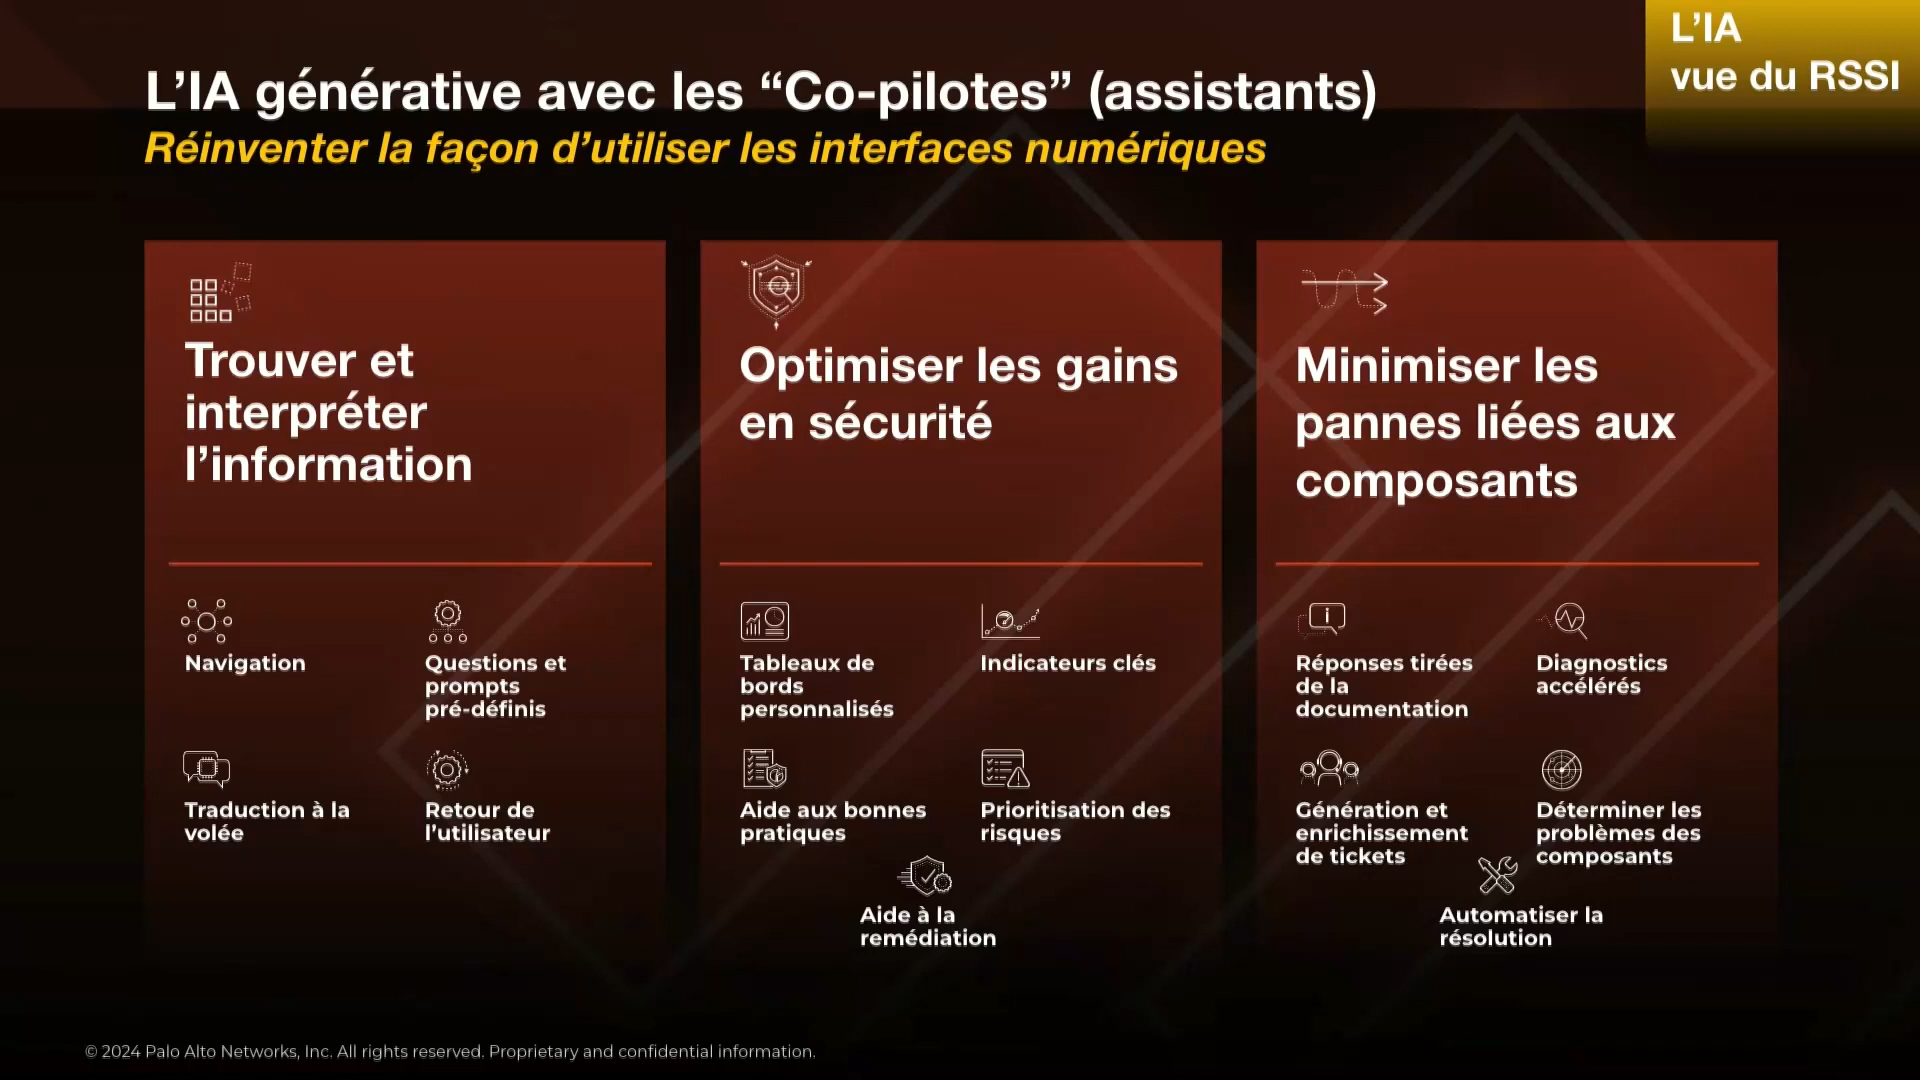 L’IA
vue du RSSI
L’IA générative avec les “Co-pilotes” (assistants)
Réinventer la façon d’utiliser les interfaces numériques
Trouver et
interpréter
l’information
Navigation
Questions et
prompts
pré-définis
Traduction à la
volée
Retour de
l’utilisateur
Optimiser les gains
en sécurité
Tableaux de
bords
personnalisés
Indicateurs clés
Aide aux bonnes
pratiques
Prioritisation des
risques
Aide à la
remédiation
Minimiser les
pannes liées aux
composants
Réponses tirées
de la
documentation
Diagnostics
accélérés
Génération et
enrichissement
de tickets
Déterminer les
problèmes des
composants
Automatiser la
résolution
© 2024 Palo Alto Networks, Inc. All rights reserved. Proprietary and confidential information.